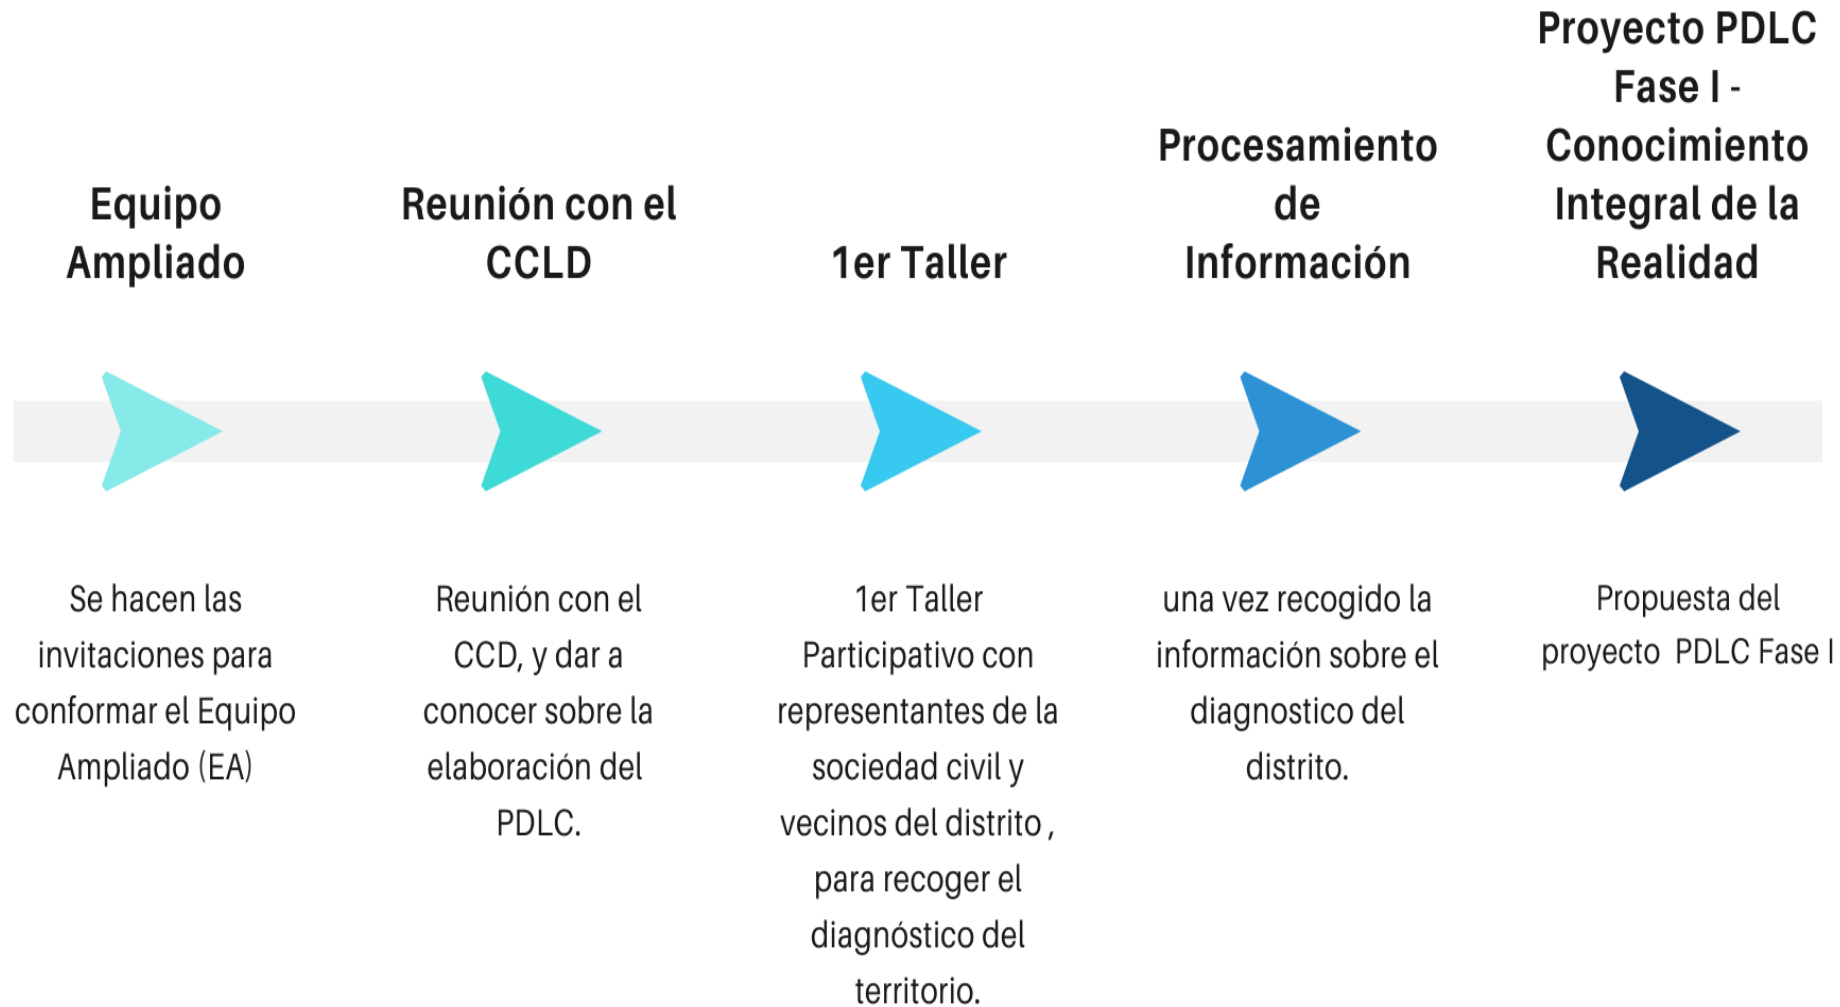 Equipo
Ampliado
Reunión con el
CCLD
1er Taller
Procesamiento
de
Información
Proyecto PDLC
Fase I -
Conocimiento
Integral de la
Realidad
Se hacen las
invitaciones para
conformar el Equipo
Ampliado (EA)
Reunión con el
CCD, y dar a
conocer sobre la
elaboración del
PDLC.
1er Taller
Participativo con
representantes de la
sociedad civil y
vecinos del distrito ,
para recoger el
diagnóstico del
territorio.
una vez recogido la
información sobre el
diagnostico del
distrito.
Propuesta del
proyecto  PDLC Fase I